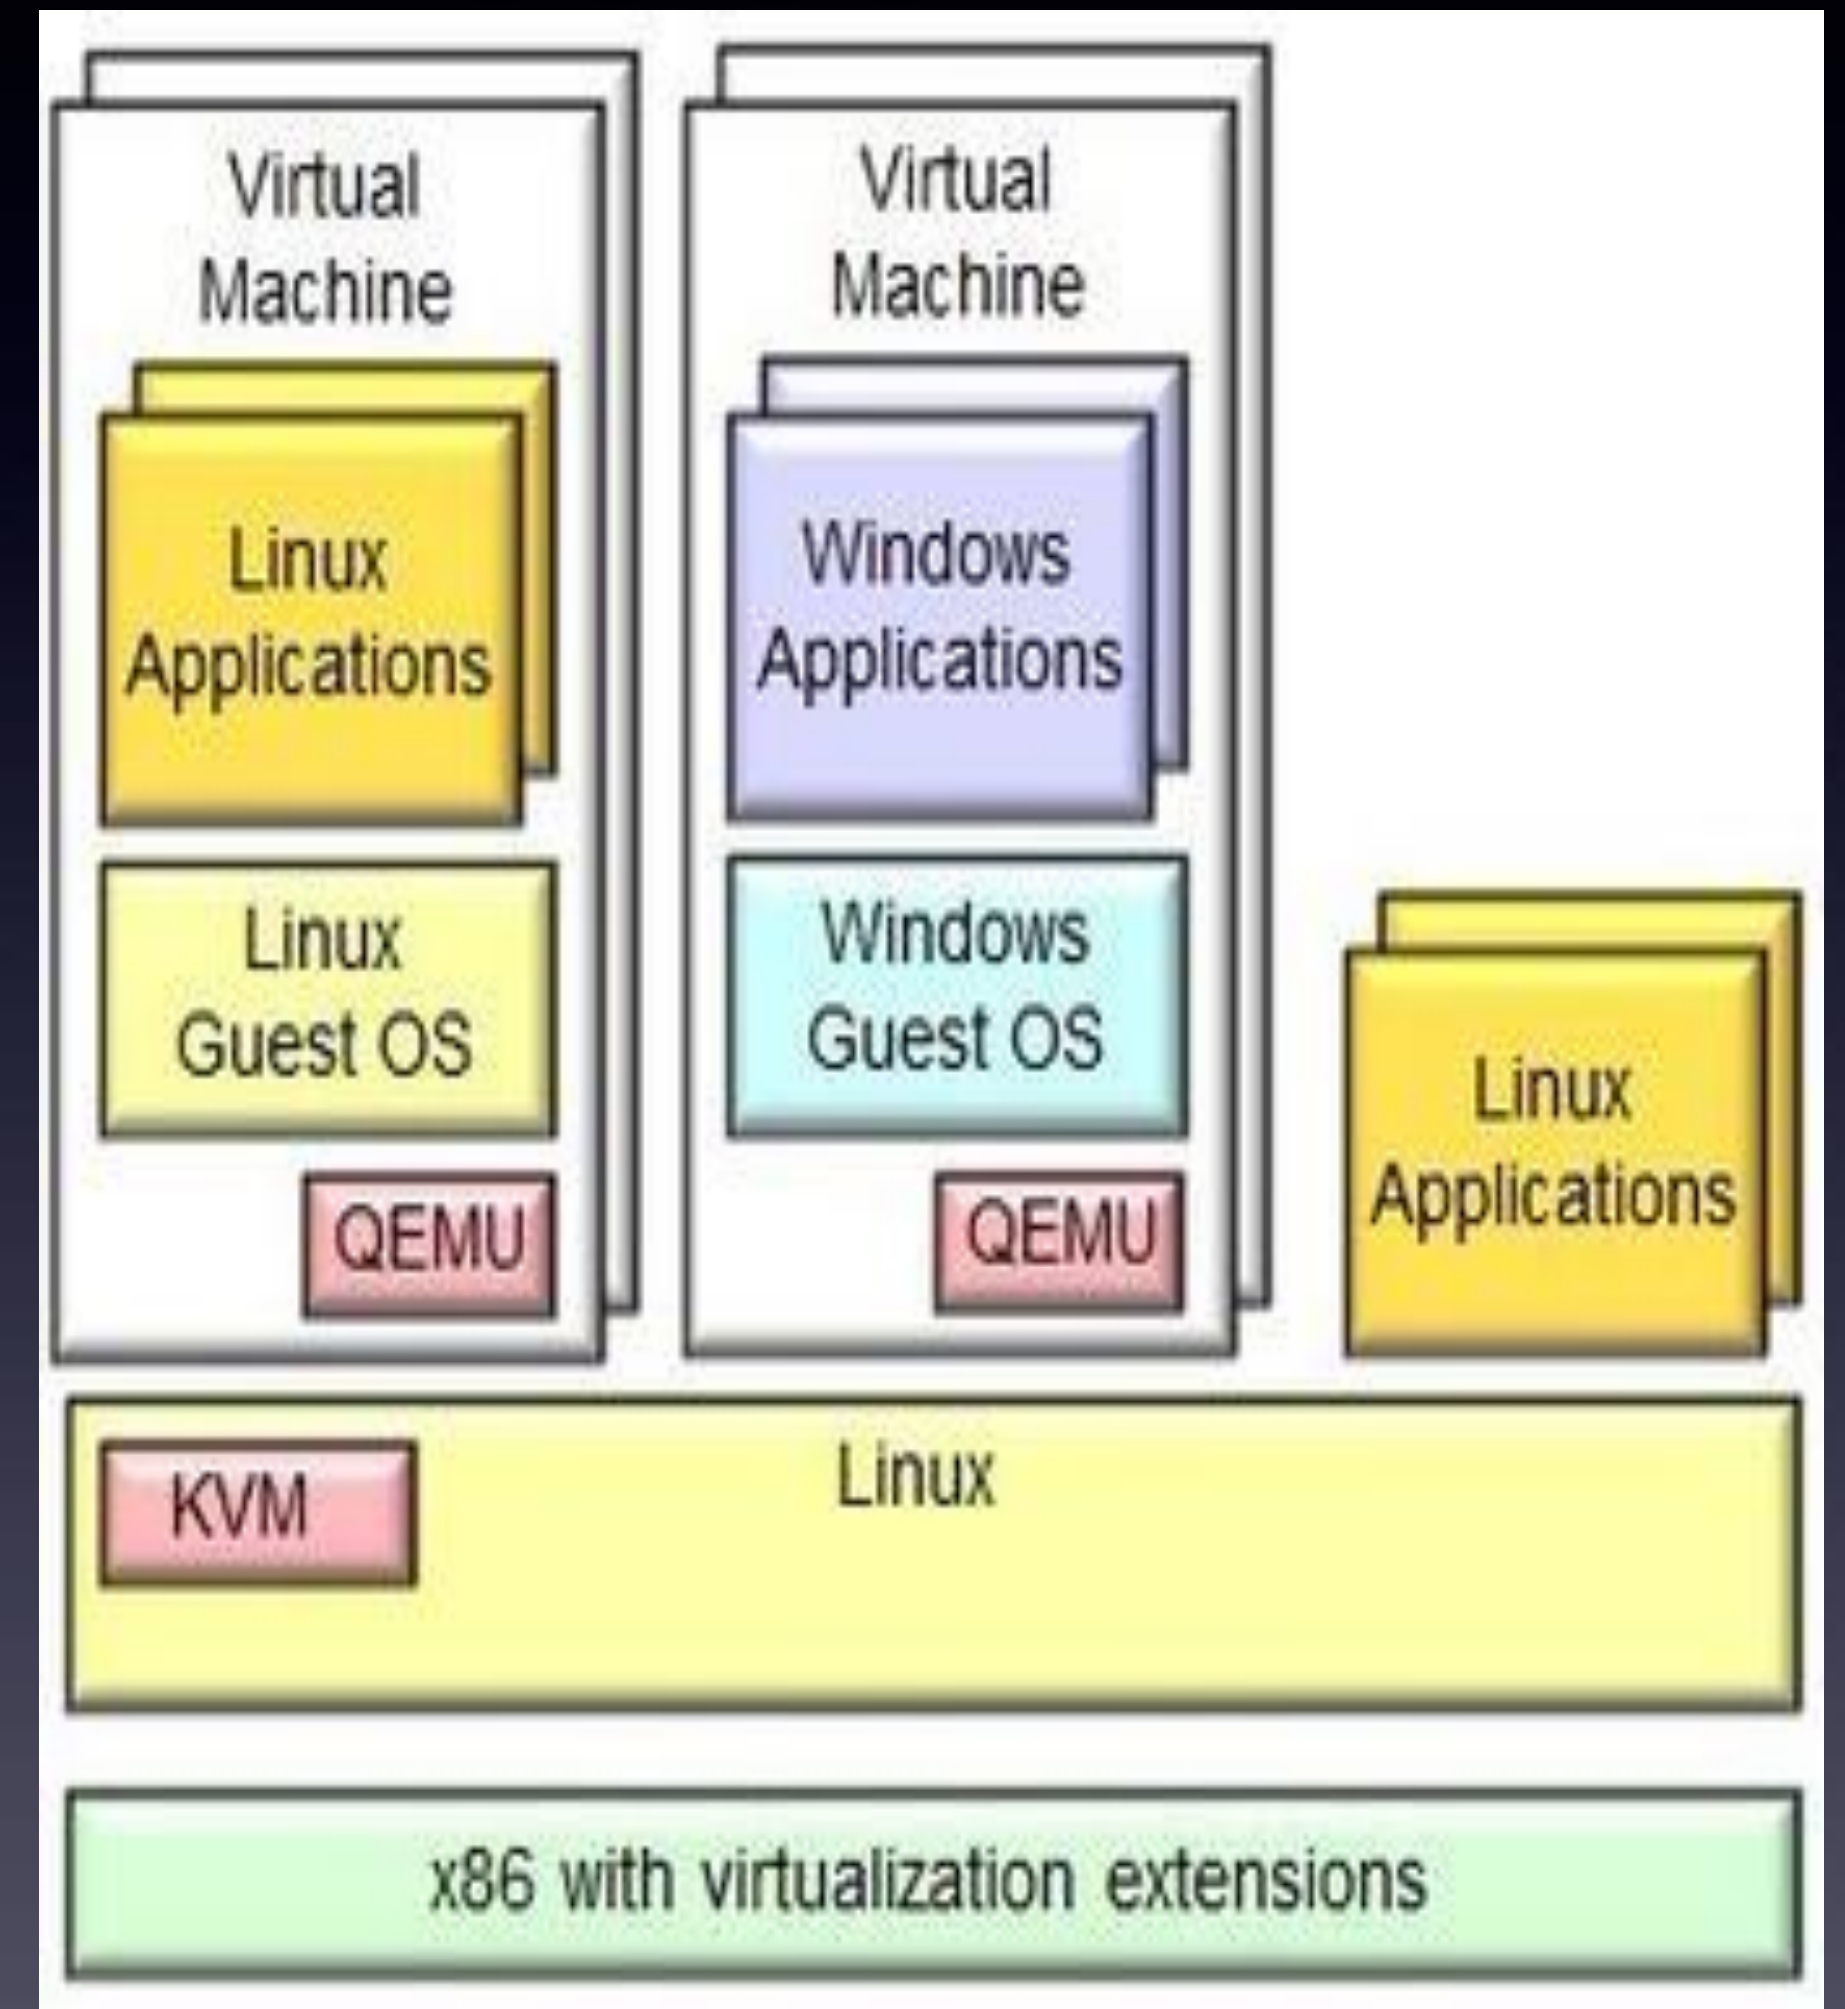 Virtual
Machine
Linux
Applications
Linux
Guest OS
QEMU
Virtual
Machine
Windows
Applications
Windows
Guest OS
QEMU
Linux
Applications
KVM
Linux
x86 with virtualization extensions